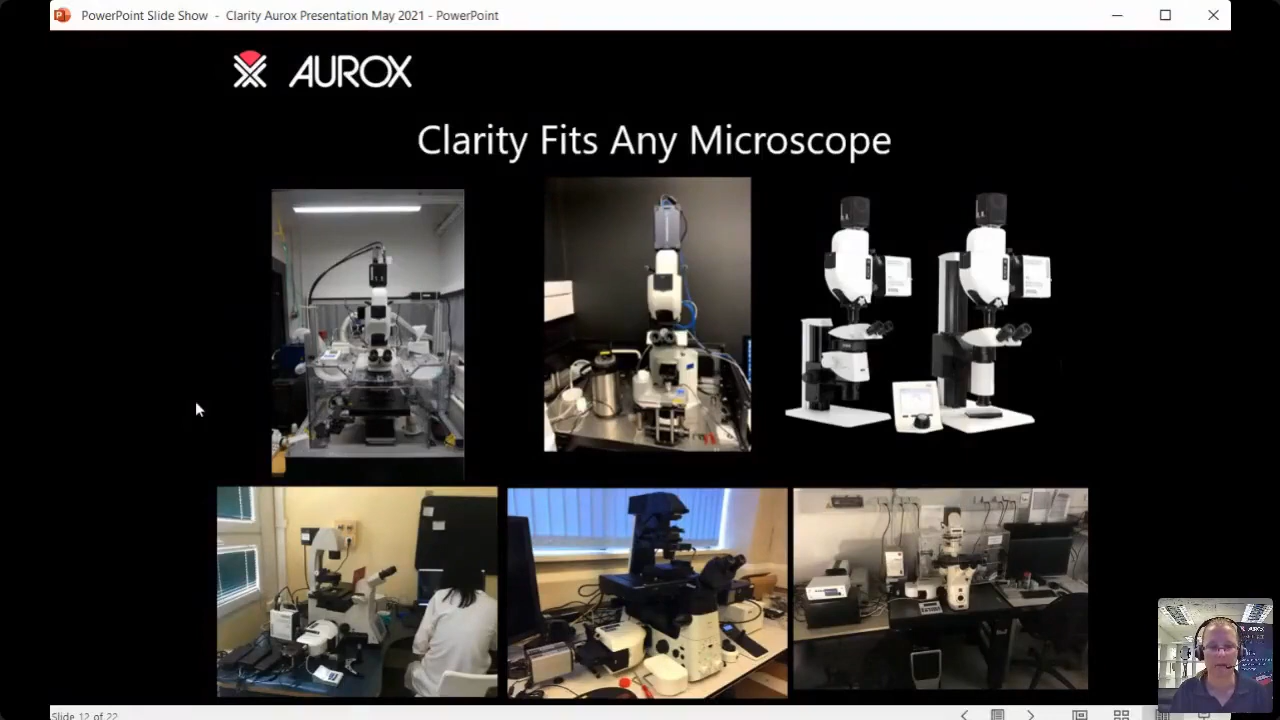 PowerPoint Slide Show - Clarity Aurox Presentation May 2021 - PowerPoint
AUROX
Clarity Fits Any Microscope
Slide 12 of 22